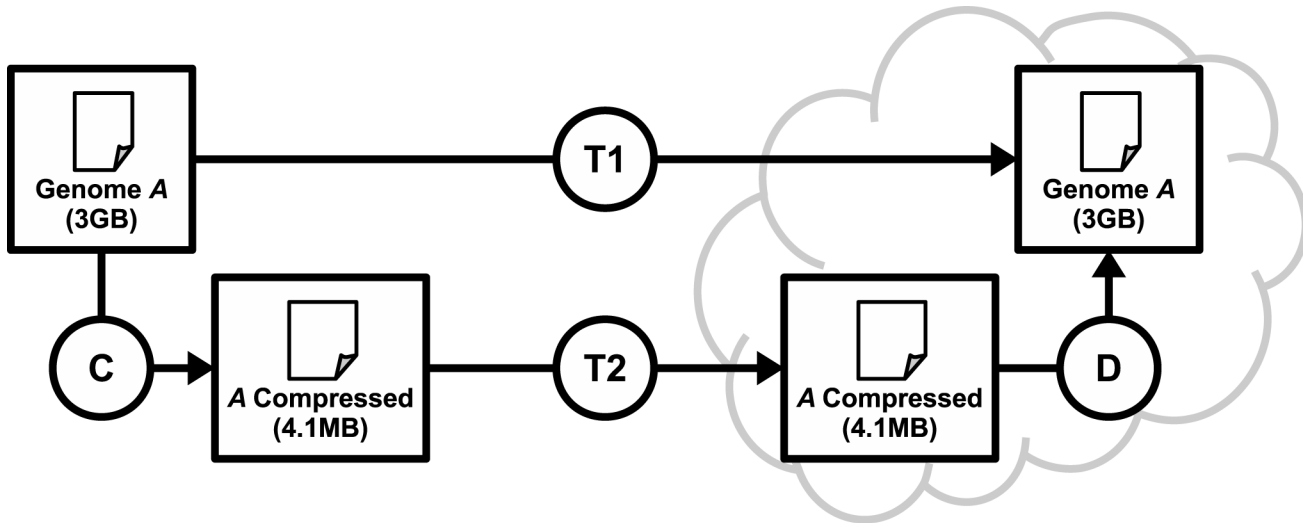 Genome A
(3GB)
T1
Genome A
(3GB)
C
A Compressed
(4.1MB)
T2
A Compressed
(4.1MB)
D